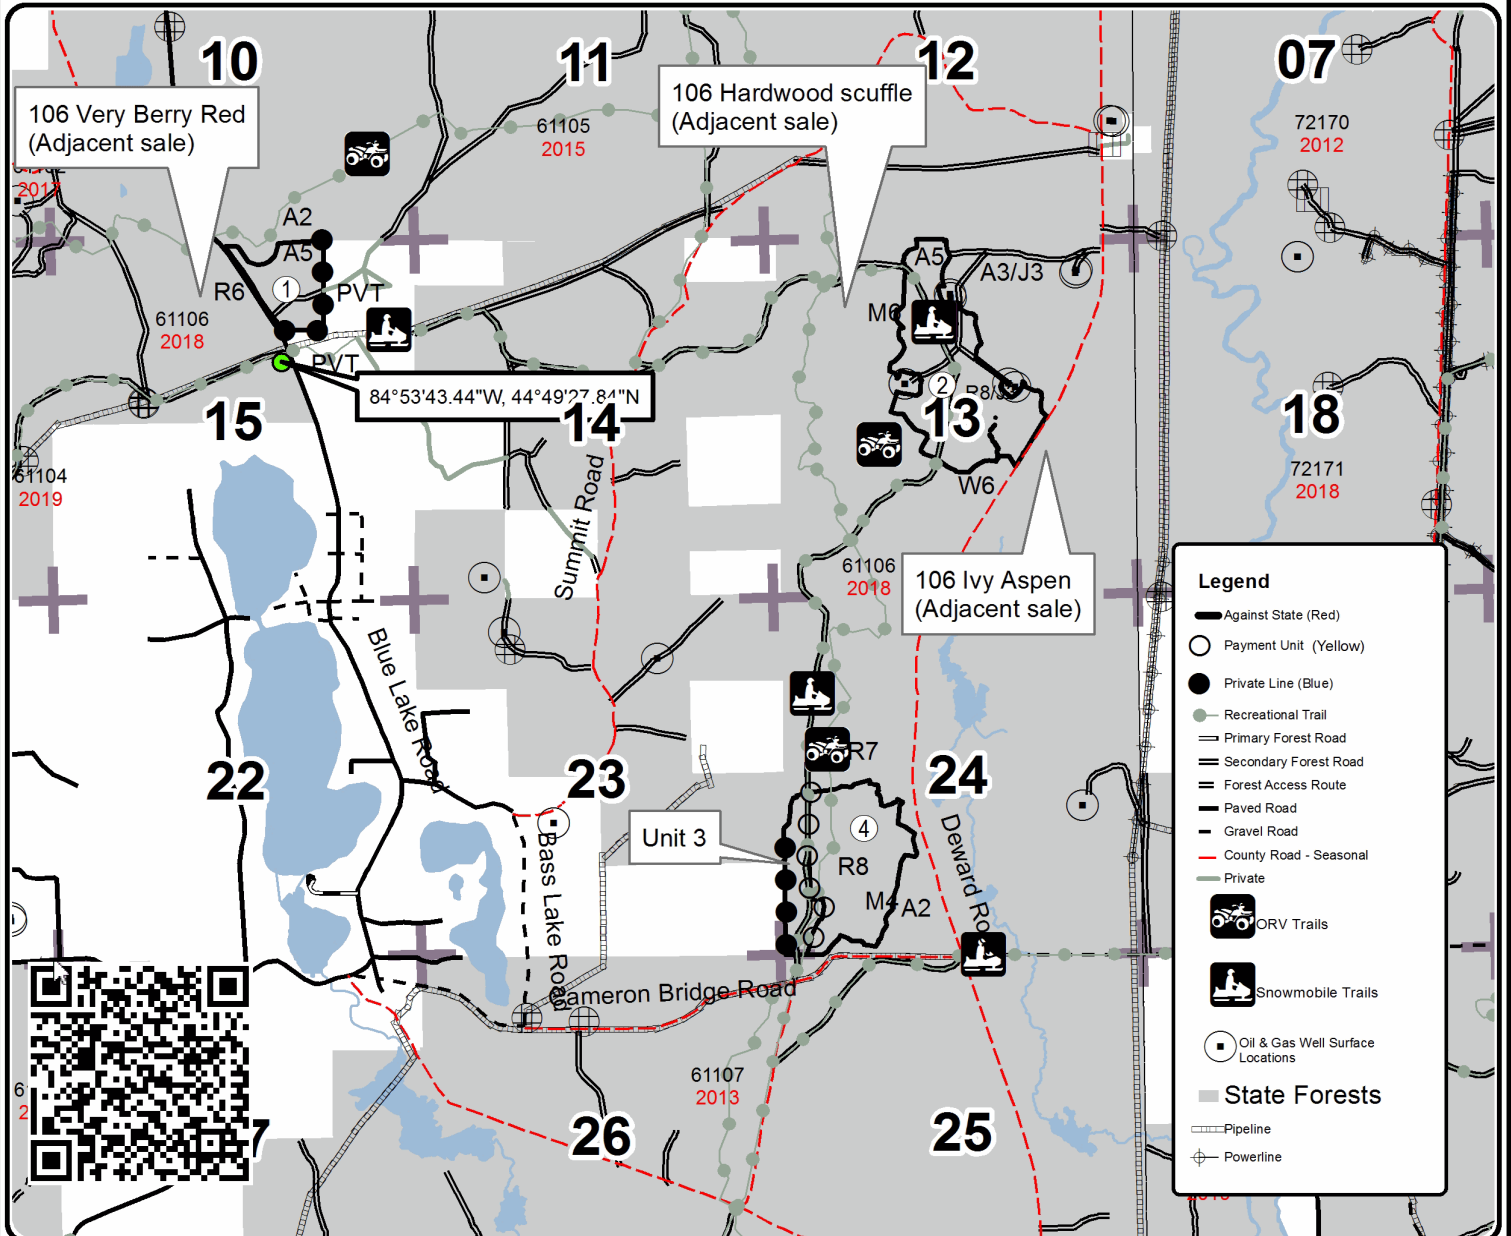 10
11
12
07
106 Very Berry Red
(Adjacent sale)
106 Hardwood scuffle
(Adjacent sale)
61105
2015
72170
2012
2017
A2
A5
R6
1
PVT
A5
A3/J3
M6
61106
2018
PVT
84°53'43.44"W, 44°49'27.84"N
2
15
14
13
18
61104
2019
72171
2018
W6
Summit Road
61106
2018
106 Ivy Aspen
(Adjacent sale)
Blue Lake Road
R7
22
23
24
Unit 3
4
R8
M4
A2
Bass Lake Road
Deward
Cameron Bridge Road
61107
2013
26
25
Legend
Against State (Red)
Payment Unit (Yellow)
Private Line (Blue)
Recreational Trail
Primary Forest Road
Secondary Forest Road
Forest Access Route
Paved Road
Gravel Road
County Road - Seasonal
Private
ORV Trails
Snowmobile Trails
Oil & Gas Well Surface
Locations
State Forests
Pipeline
Powerline